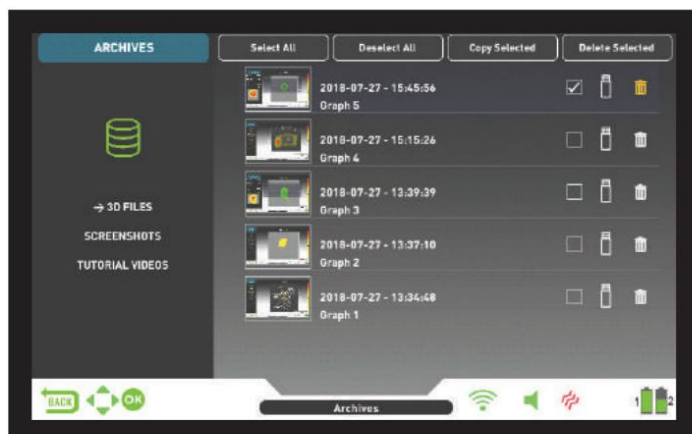 ARCHIVES
Select All
Deselect All
Copy Selected
Delete Selected
2018-07-27 - 15:45:56
Graph 5
2018-07-27 - 15:15:26
Graph 4
→ 3D FILES
2018-07-27 - 13:39:39
Graph 3
SCREENSHOTS
TUTORIAL VIDEOS
2018-07-27 - 13:37:10
Graph 2
2018-07-27 - 13:34:48
Graph 1
BACK
OK
Archives
1
2